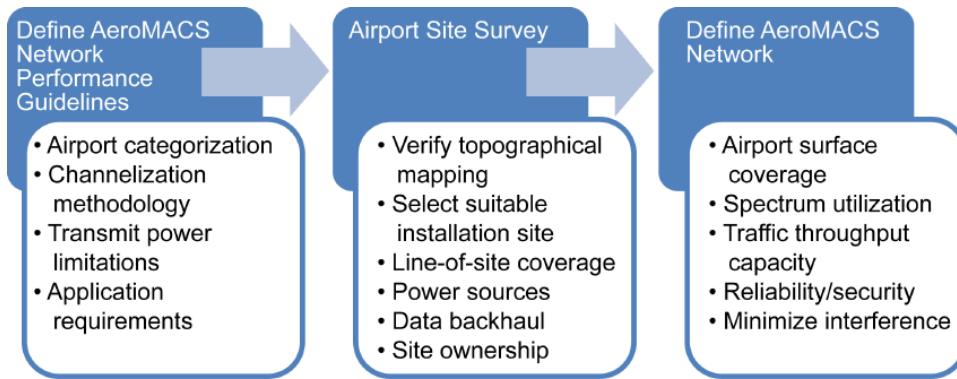 Define AeroMACS
Network
Performance
Guidelines
• Airport categorization
• Channelization
methodology
• Transmit power
limitations
• Application
requirements
Airport Site Survey
• Verify topographical
mapping
• Select suitable
installation site
• Line-of-site coverage
• Power sources
• Data backhaul
• Site ownership
Define AeroMACS
Network
• Airport surface
coverage
• Spectrum utilization
• Traffic throughput
capacity
• Reliability/security
• Minimize interference